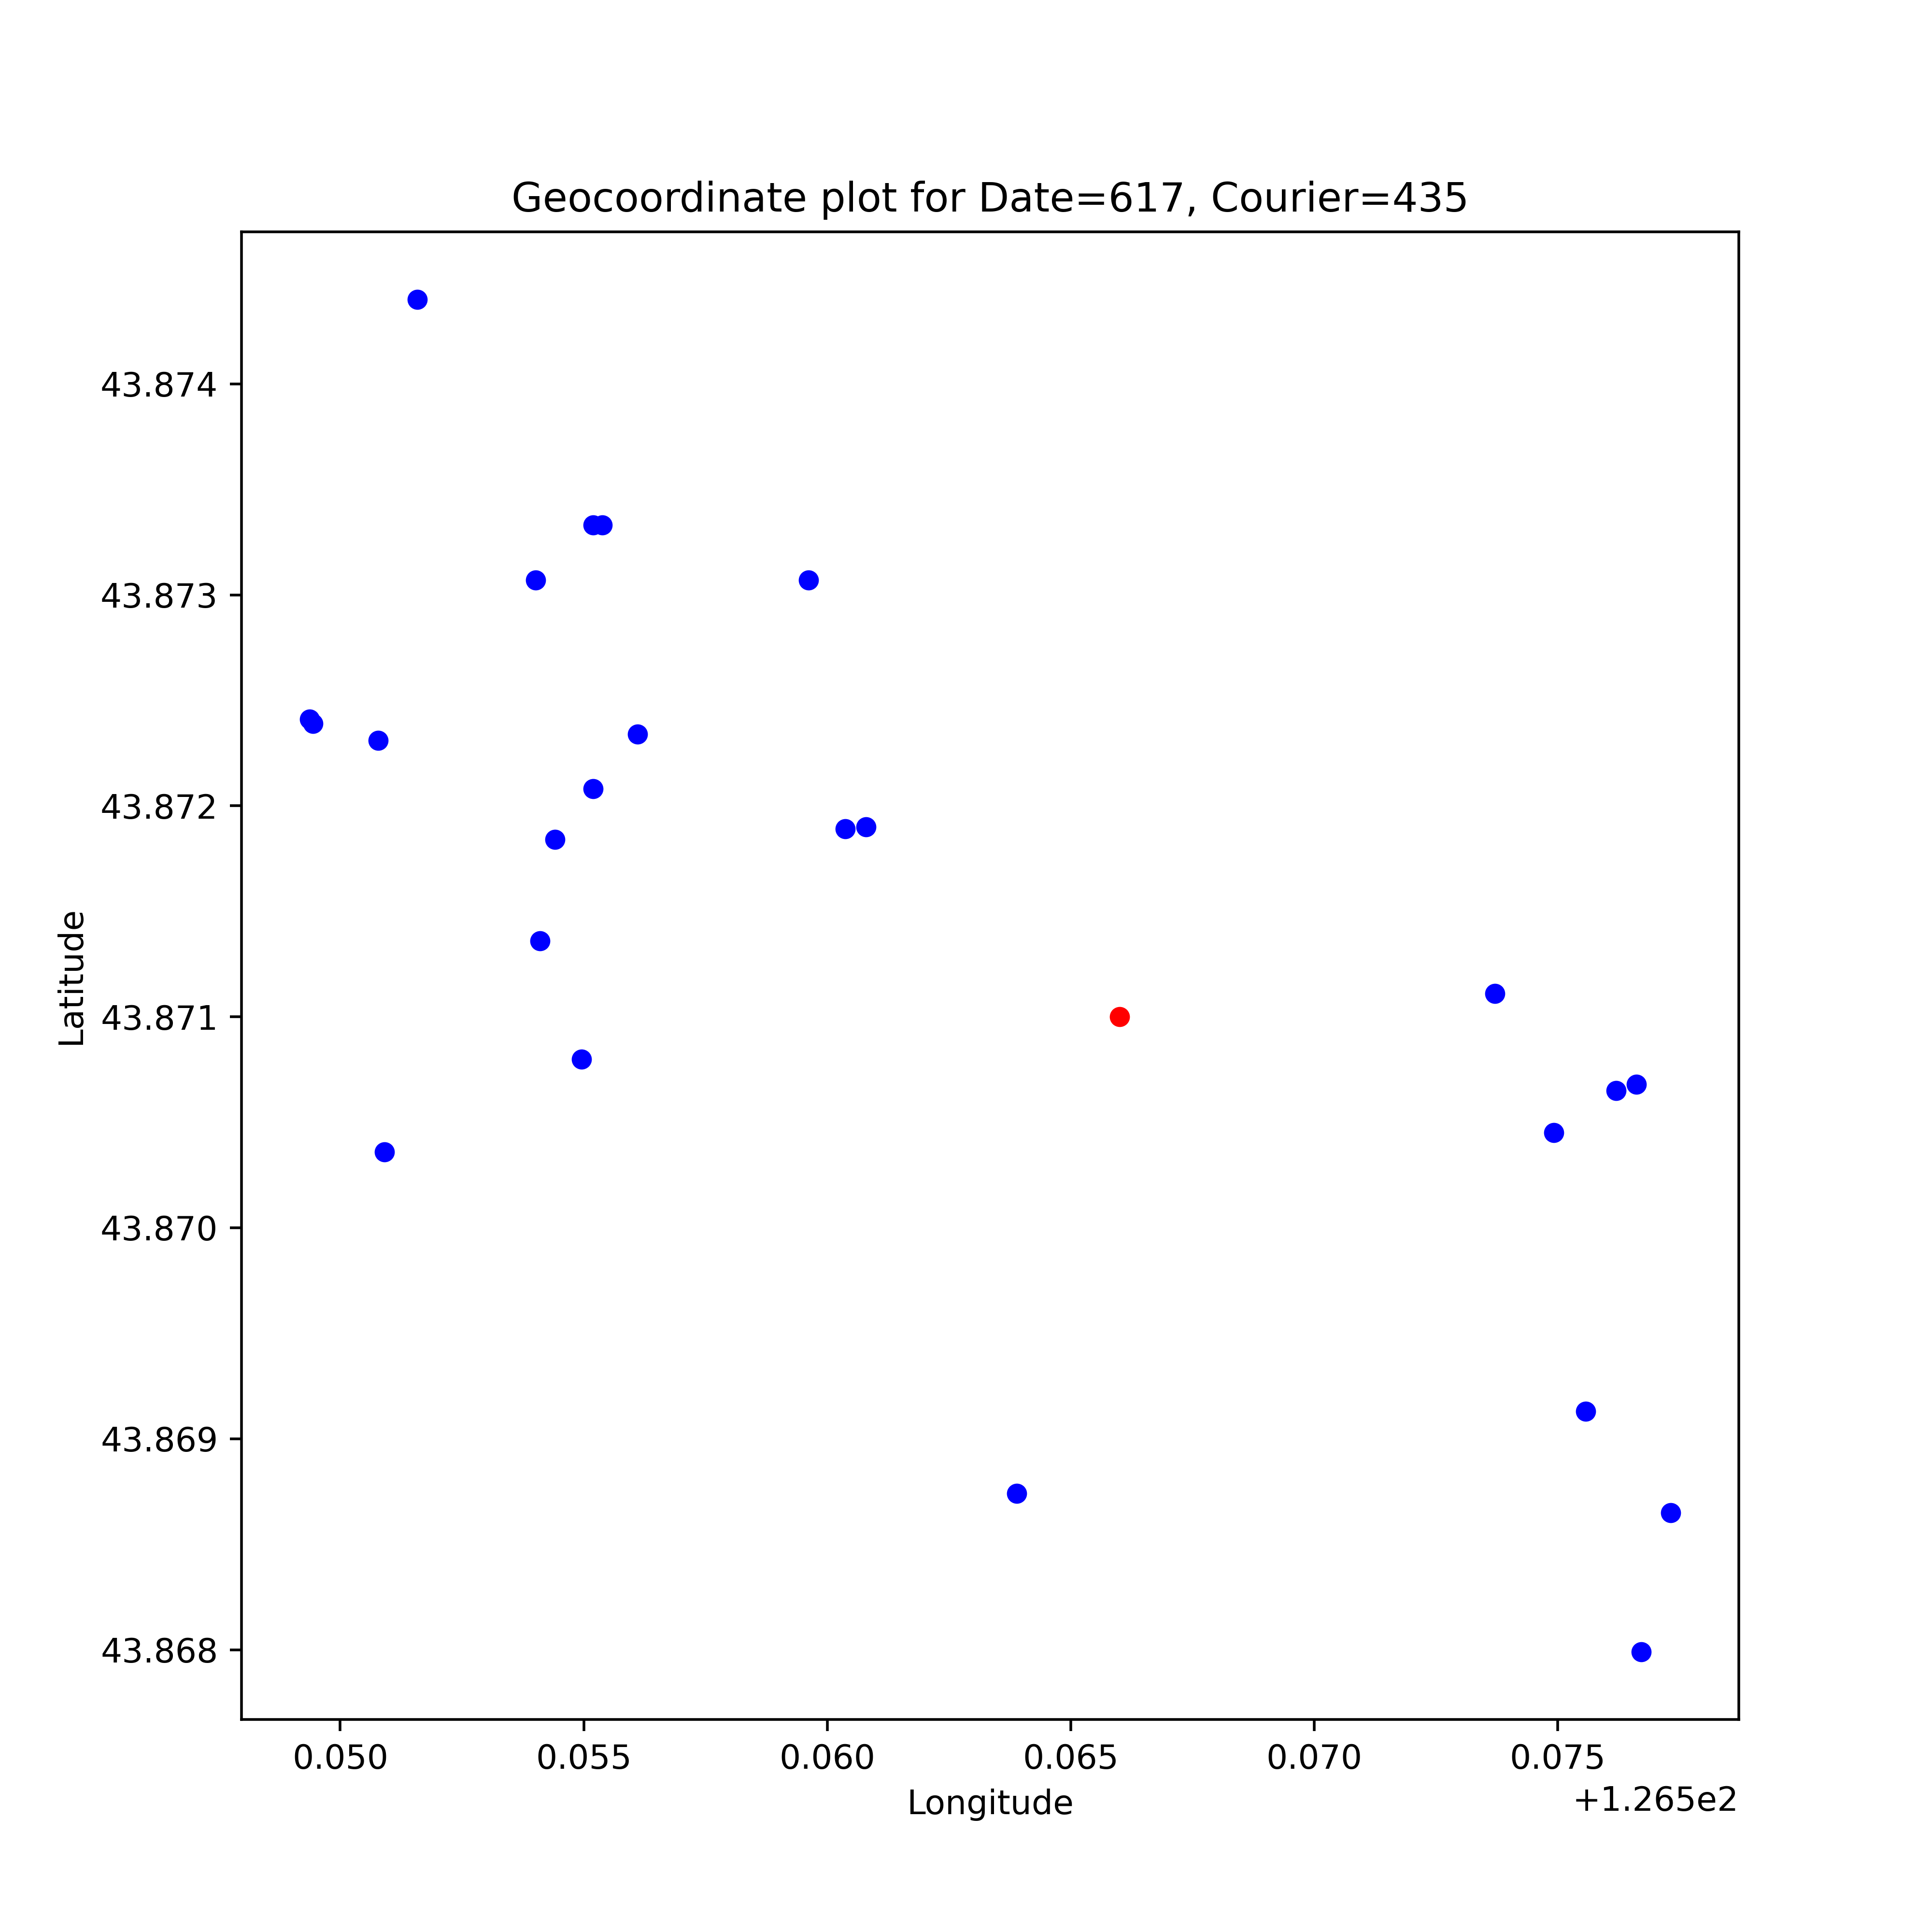 Geocoordinate plot for Date=617, Courier=435
43.874
43.873
43.872
43.871
43.870
43.869
43.868
Latitude
0.050 0.055 0.060 0.065 0.070 0.075
+1.265e2
Longitude